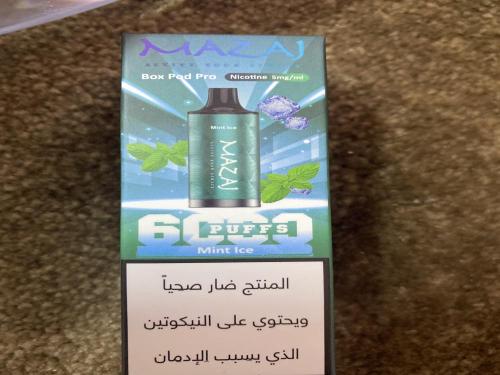 MAZAJ
Box Pod Pro
Nicotine 5mg/ml
Mint Ice
MAZAJ
6000
PUFFS
Mint Ice
المنتج ضار صحياً
ويحتوي على النيكوتين
الذي يسبب الإدمان